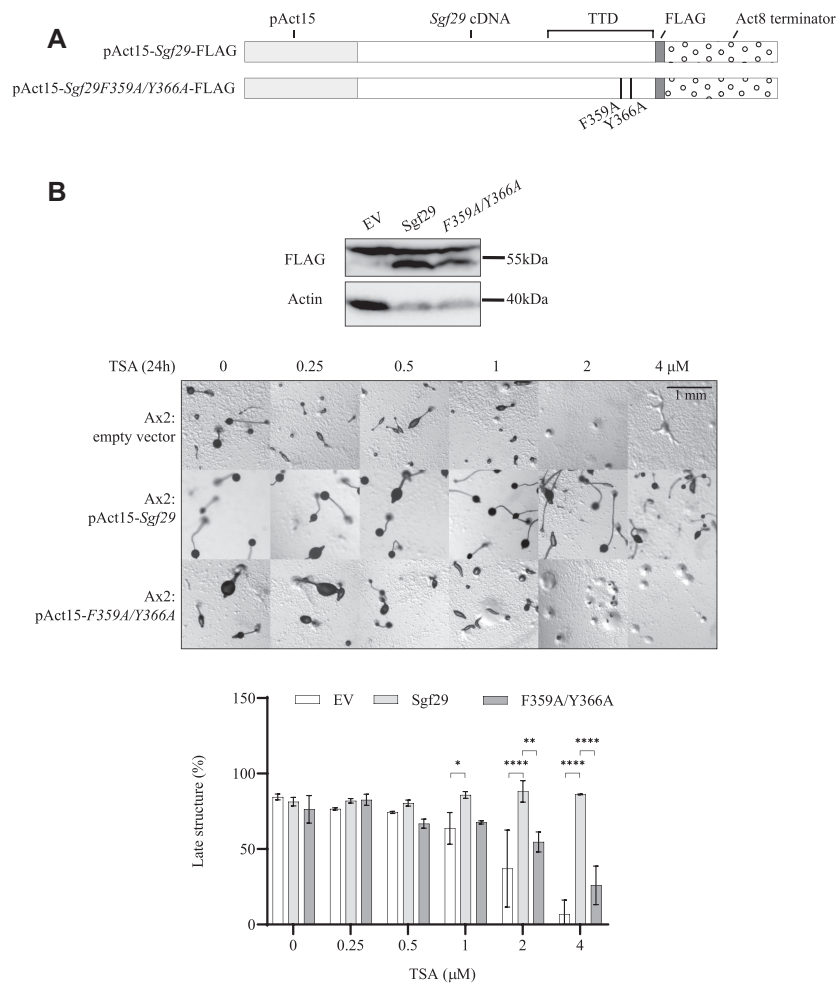 A
pAct15 Sgf29 cDNA TTD FLAG Act8 terminator
pAct15-Sgf29-FLAG
pAct15-Sgf29F359A/Y366A-FLAG
F359A
Y366A
B
EV Sgf29 F359A/Y366A
FLAG 55kDa
Actin 40kDa
TSA (24h) 0 0.25 0.5 1 2 4 μM
1 mm
Ax2:
empty vector
Ax2:
pAct15-Sgf29
Ax2:
pAct15-F359A/Y366A
150
EV Sgf29 F359A/Y366A
** ****
* **** ****
100
Late structure (%)
50
0
0 0.25 0.5 1 2 4
TSA (μM)